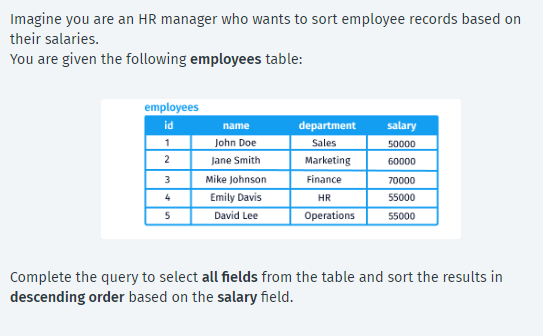 Imagine you are an HR manager who wants to sort employee records based on
their salaries.
You are given the following employees table:
employees
id name department salary
1 John Doe Sales 50000
2 Jane Smith Marketing 60000
3 Mike Johnson Finance 70000
4 Emily Davis HR 55000
5 David Lee Operations 55000
Complete the query to select all fields from the table and sort the results in
descending order based on the salary field.